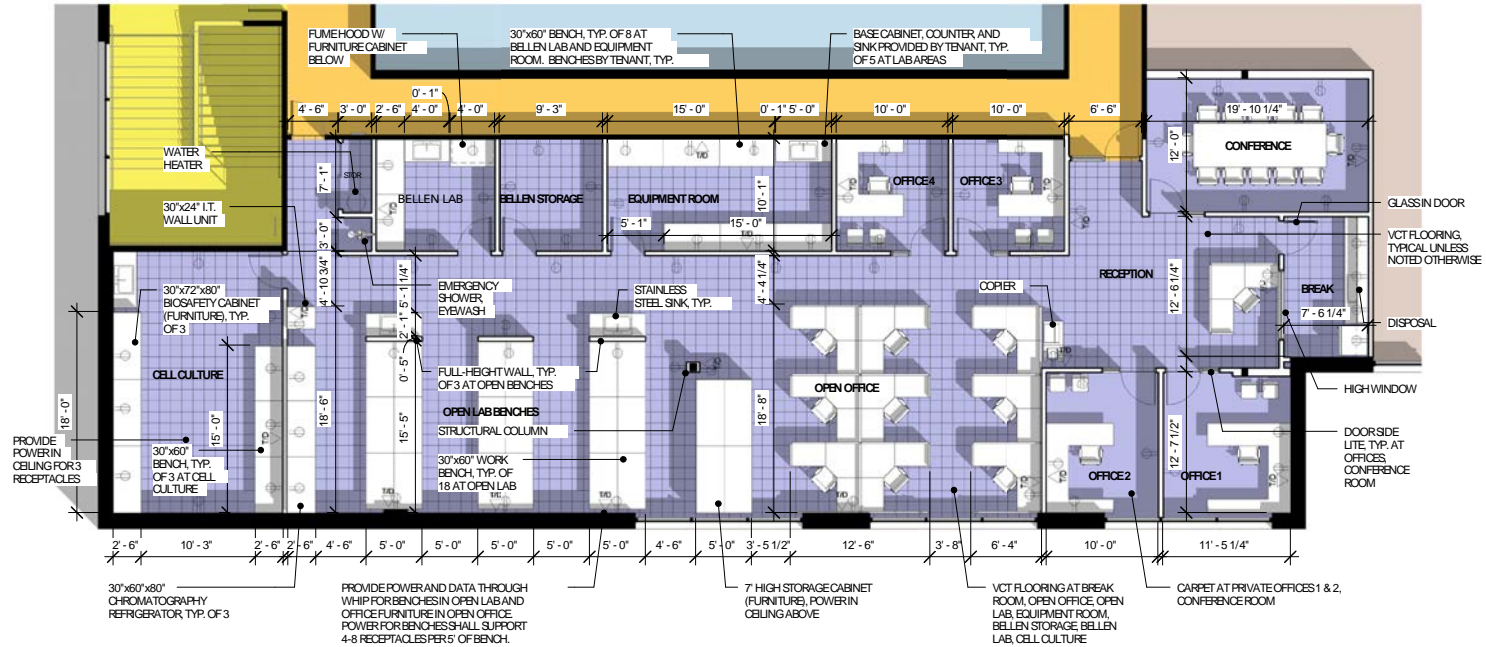 FUMEHOOD W/
FURNITURE CABINET
BELOW
30"x60" BENCH, TYP. OF 8 AT
BELLEN LAB AND EQUIPMENT
ROOM. BENCHES BY TENANT, TYP.
BASE CABINET, COUNTER, AND
SINK PROVIDED BY TENANT, TYP.
OF 5 AT LAB AREAS
0' - 1"
4' - 6"
3' - 0"
2' - 6"
4' - 0"
4' - 0"
9' - 3"
15' - 0"
0' - 1"
5' - 0"
10' - 0"
10' - 0"
6' - 6"
19' - 10 1/4"
WATER
HEATER
STOR
7' - 1"
3' - 0"
BELLEN LAB
BELLEN STORAGE
EQUIPMENT ROOM
T/D
T/D
T/D
T/D
10' - 1"
5' - 1"
15' - 0"
OFFICE 4
T/D
OFFICE 3
T/D
12' - 0"
CONFERENCE
T/D
30"x24" I.T.
WALL UNIT
GLASS IN DOOR
VCT FLOORING,
TYPICAL UNLESS
NOTED OTHERWISE
RECEPTION
12' - 6 1/4"
BREAK
7' - 6 1/4"
DISPOSAL
HIGH WINDOW
COPIER
T/D
30"x72"x80"
BIOSAFETY CABINET
(FURNITURE), TYP.
OF 3
4' - 10 3/4"
5' - 1 1/4"
EMERGENCY
SHOWER,
EYEWASH
STAINLESS
STEEL SINK, TYP.
4' - 4 1/4"
2' - 1"
0' - 5"
CELL CULTURE
FULL-HEIGHT WALL, TYP.
OF 3 AT OPEN BENCHES
T/D
OPEN OFFICE
18' - 0"
15' - 0"
18' - 6"
15' - 5"
OPEN LAB BENCHES
STRUCTURAL COLUMN
18' - 8"
12' - 7 1/2"
DOOR SIDE
LITE, TYP. AT
OFFICES,
CONFERENCE
ROOM
PROVIDE
POWER IN
CEILING FOR 3
RECEPTACLES
30"x60"
BENCH, TYP.
OF 3 AT CELL
CULTURE
T/D
30"x60" WORK
BENCH, TYP. OF
18 AT OPEN LAB
OFFICE 2
T/D
OFFICE 1
T/D
T/D
T/D
T/D
T/D
2' - 6"
10' - 3"
2' - 6"
2' - 6"
4' - 6"
5' - 0"
5' - 0"
5' - 0"
5' - 0"
5' - 0"
4' - 6"
5' - 0"
3' - 5 1/2"
12' - 6"
3' - 8"
6' - 4"
10' - 0"
11' - 5 1/4"
30"x60"x80"
CHROMATOGRAPHY
REFRIGERATOR, TYP. OF 3
PROVIDE POWER AND DATA THROUGH
WHIP FOR BENCHES IN OPEN LAB AND
OFFICE FURNITURE IN OPEN OFFICE.
POWER FOR BENCHES SHALL SUPPORT
4-8 RECEPTACLES PER 5' OF BENCH.
7' HIGH STORAGE CABINET
(FURNITURE), POWER IN
CEILING ABOVE
VCT FLOORING AT BREAK
ROOM, OPEN OFFICE, OPEN
LAB, EQUIPMENT ROOM,
BELLEN STORAGE, BELLEN
LAB, CELL CULTURE
CARPET AT PRIVATE OFFICES 1 & 2,
CONFERENCE ROOM